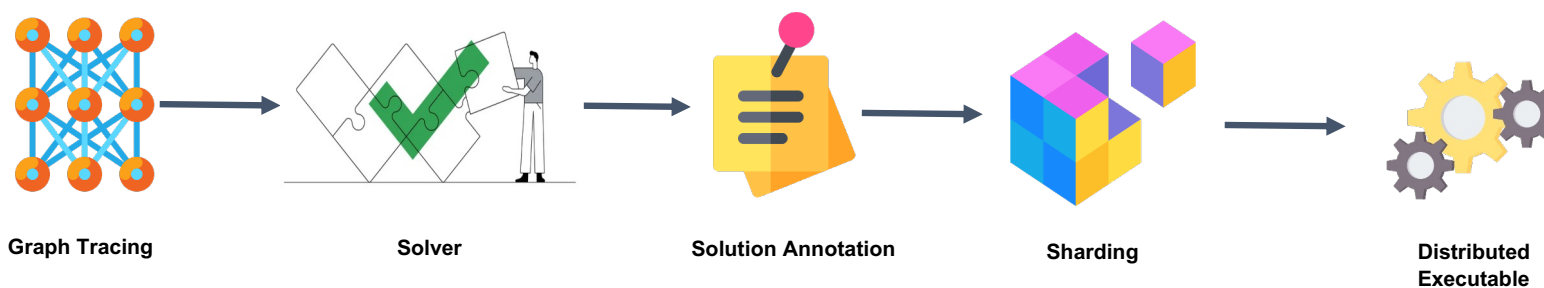 Graph Tracing
Solver
Solution Annotation
Sharding
Distributed
Executable